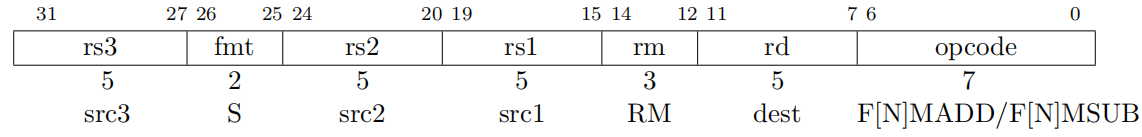 31 27 26 25 24 20 19 15 14 12 11 7 6 0
rs3 fmt rs2 rs1 rm rd opcode
5 2 5 5 3 5 7
src3 S src2 src1 RM dest F[N]MADD/F[N]MSUB